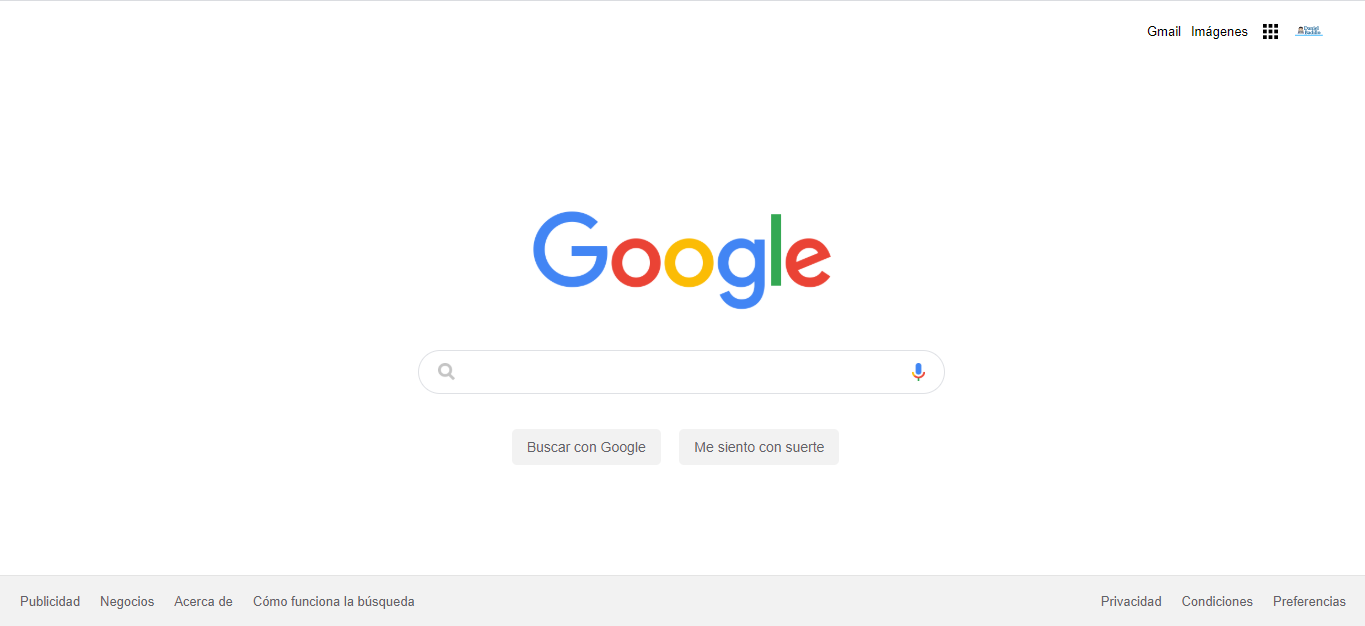 Gmail Imágenes
Google
Buscar con Google Me siento con suerte
Publicidad Negocios Acerca de Cómo funciona la búsqueda Privacidad Condiciones Preferencias